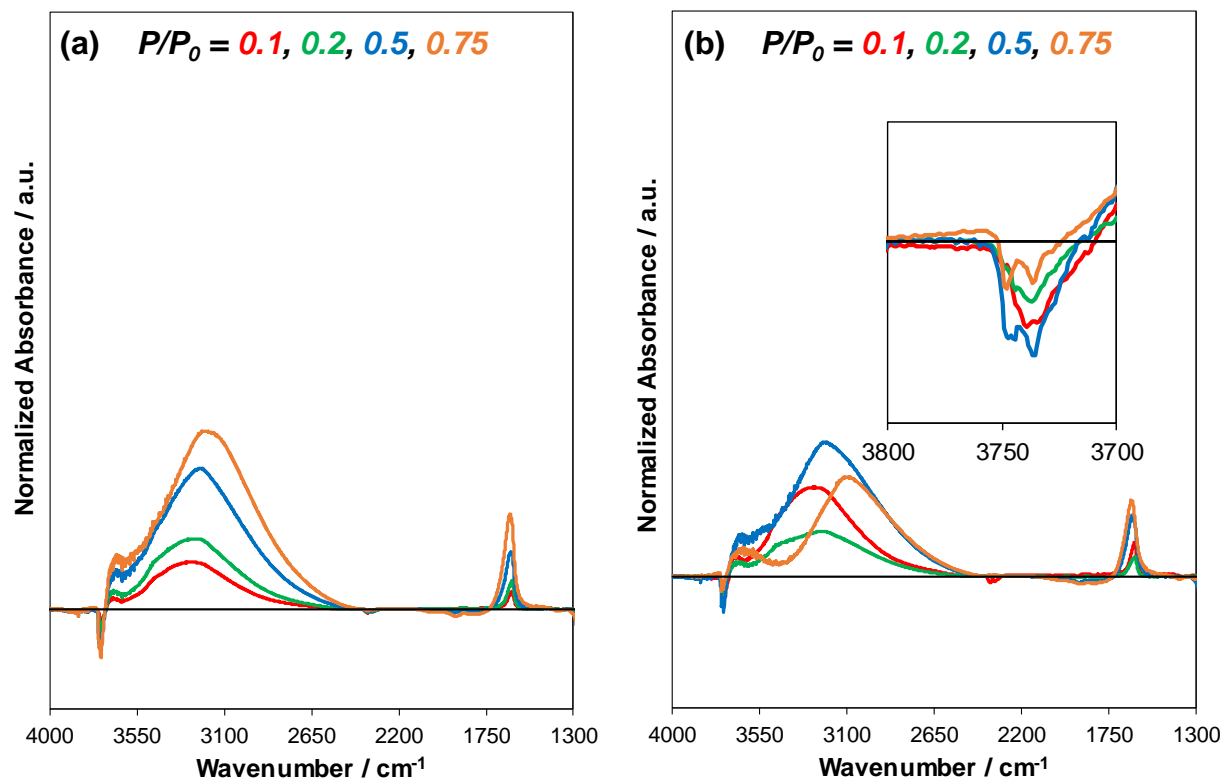 (a) P/P0 = 0.1, 0.2, 0.5, 0.75
Normalized Absorbance / a.u.
4000 3550 3100 2650 2200 1750 1300
Wavenumber / cm-1
(b) P/P0 = 0.1, 0.2, 0.5, 0.75
Normalized Absorbance / a.u.
3800 3750 3700
4000 3550 3100 2650 2200 1750 1300
Wavenumber / cm-1